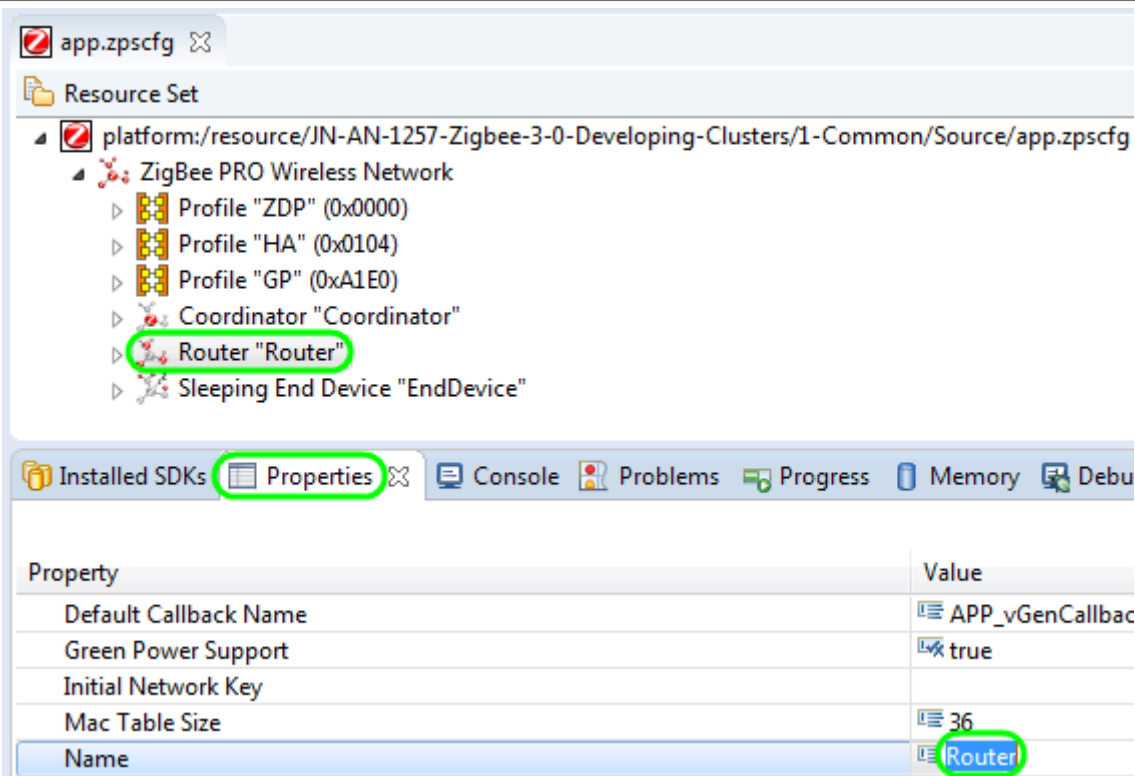 app.zpscfg
Resource Set
platform:/resource/JN-AN-1257-Zigbee-3-0-Developing-Clusters/1-Common/Source/app.zpscfg
ZigBee PRO Wireless Network
Profile "ZDP" (0x0000)
Profile "HA" (0x0104)
Profile "GP" (0xA1E0)
Coordinator "Coordinator"
Router "Router"
Sleeping End Device "EndDevice"
Installed SDKs Properties Console Problems Progress Memory Debu
Property Value
Default Callback Name APP_vGenCallbac
Green Power Support true
Initial Network Key
Mac Table Size 36
Name Router